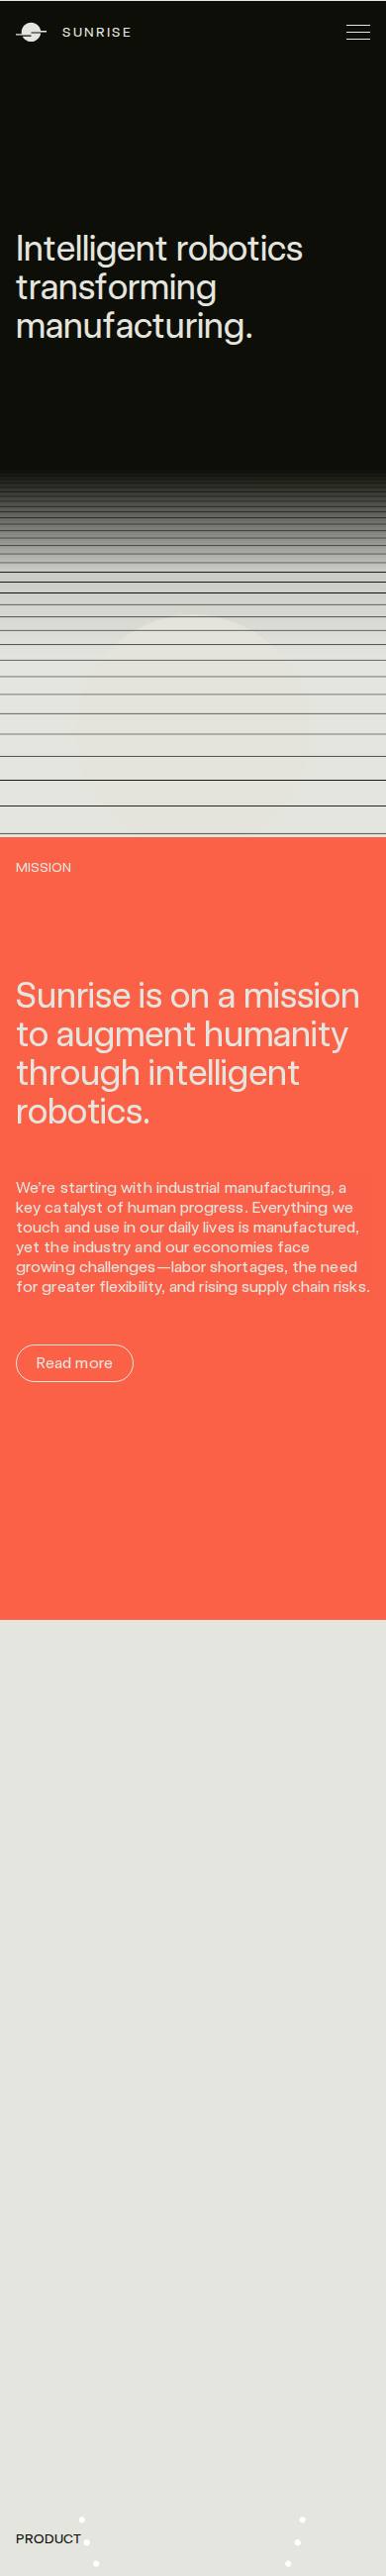 SUNRISE
Intelligent robotics
transforming
manufacturing.
MISSION
Sunrise is on a mission
to augment humanity
through intelligent
robotics.
We're starting with industrial manufacturing, a
key catalyst of human progress. Everything we
touch and use in our daily lives is manufactured,
yet the industry and our economies face
growing challenges—labor shortages, the need
for greater flexibility, and rising supply chain risks.
Read more
PRODUCT